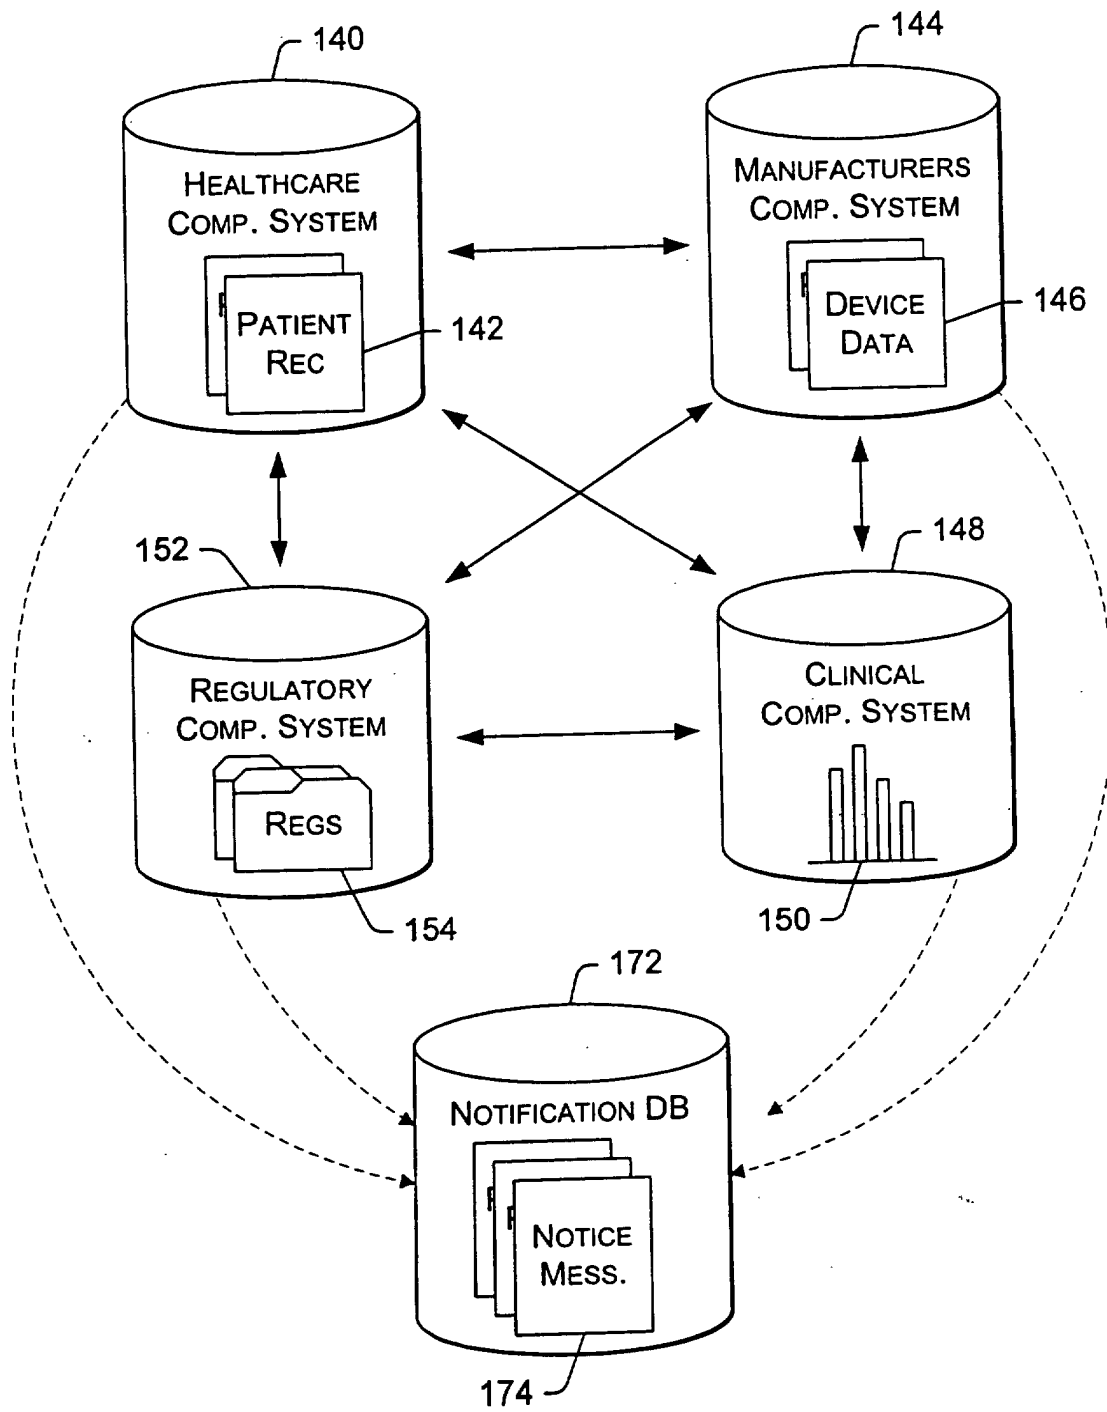 140
144
HEALTHCARE
COMP. SYSTEM
MANUFACTURERS
COMP. SYSTEM
PATIENT
REC
142
DEVICE
DATA
146
152
148
REGULATORY
COMP. SYSTEM
CLINICAL
COMP. SYSTEM
REGS
154
150
172
NOTIFICATION DB
NOTICE
MESS.
174